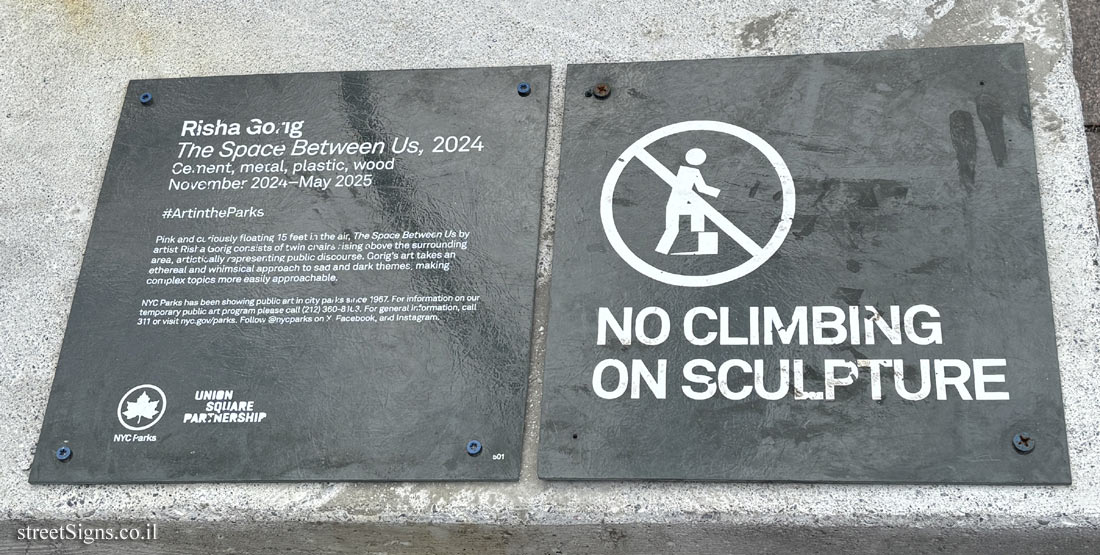 Risha Gorig
The Space Between Us, 2024
Cement, metal, plastic, wood
November 2024–May 2025
#ArtintheParks
Pink and curiously floating 15 feet in the air, The Space Between Us by
artist Risha Gorig consists of twin chairs rising above the surrounding
area, artistically representing public discourse. Gorig's art takes an
ethereal and whimsical approach to sad and dark themes, making
complex topics more easily approachable.
NYC Parks has been showing public art in city parks since 1967. For information on our
temporary public art program please call (212) 360-8163. For general information, call
311 or visit nyc.gov/parks. Follow @nycparks on X, Facebook, and Instagram.
NYC Parks
UNION
SQUARE
PARTNERSHIP
b01
NO CLIMBING
ON SCULPTURE
streetSigns.co.il